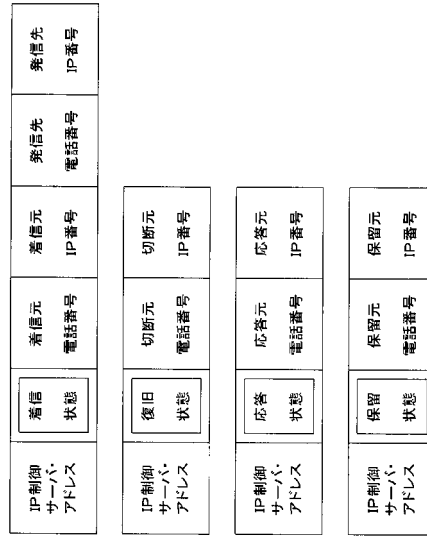 IP制御
サーバ・
アドレス
着信
状態
着信元
電話番号
着信元
IP番号
発信先
電話番号
発信先
IP番号
IP制御
サーバ・
アドレス
復旧
状態
切断元
電話番号
切断元
IP番号
IP制御
サーバ・
アドレス
応答
状態
応答元
電話番号
応答元
IP番号
IP制御
サーバ・
アドレス
保留
状態
保留元
電話番号
保留元
IP番号